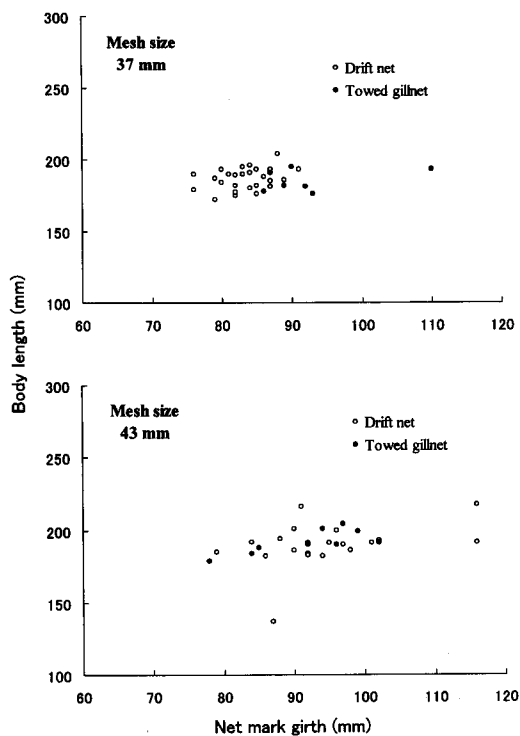 300
Mesh size
37 mm
Drift net
Towed gillnet
250
200
150
100
60 70 80 90 100 110 120
Body length (mm)
300
Mesh size
43 mm
Drift net
Towed gillnet
250
200
150
100
60 70 80 90 100 110 120
Net mark girth (mm)